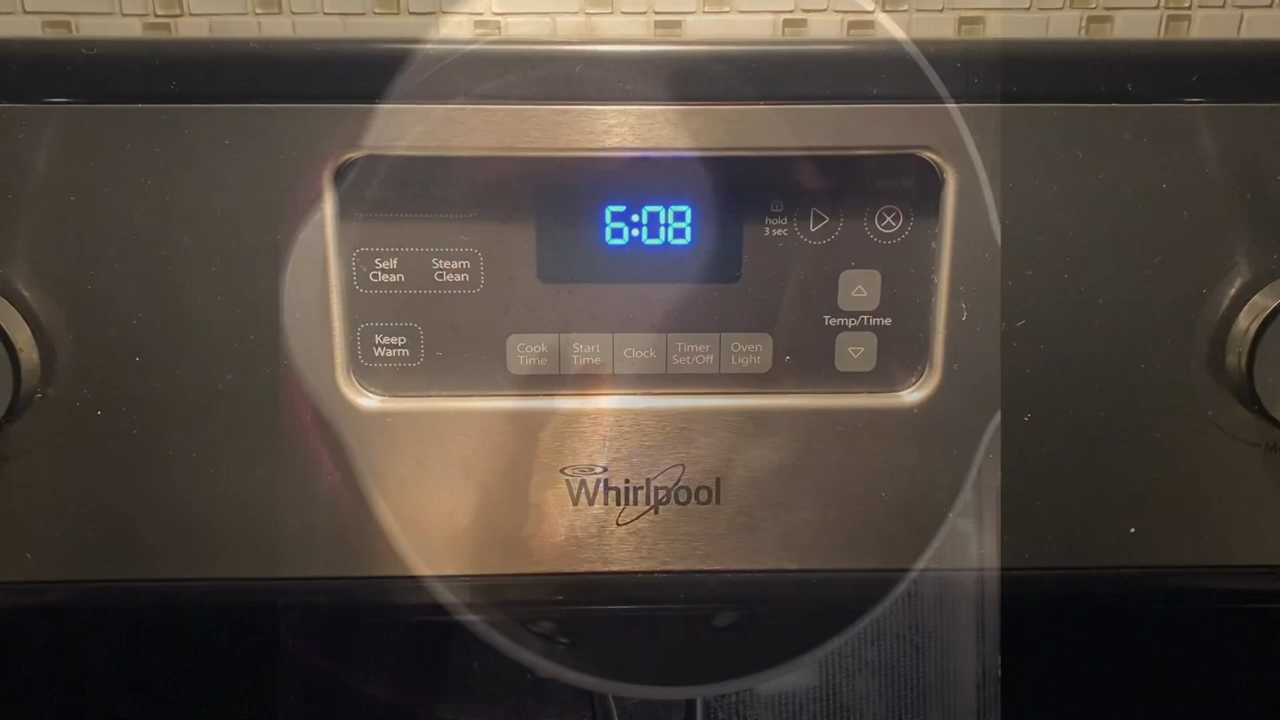 6:08
hold
3 sec
Self
Clean
Steam
Clean
Temp/Time
Keep
Warm
Cook
Time
Start
Time
Clock
Timer
Set/Off
Oven
Light
Whirlpool